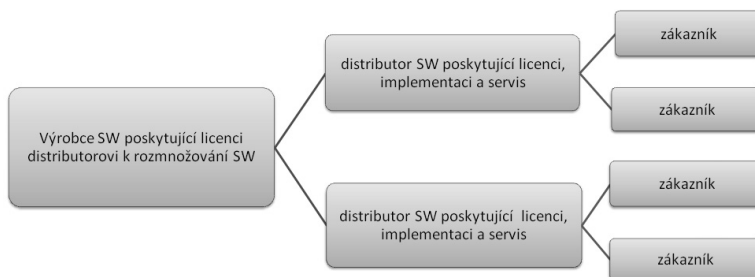 Výrobce SW poskytující licenci
distributorovi k rozmnožování SW
distributor SW poskytující licenci,
implementaci a servis
zákazník
zákazník
distributor SW poskytující licenci,
implementaci a servis
zákazník
zákazník